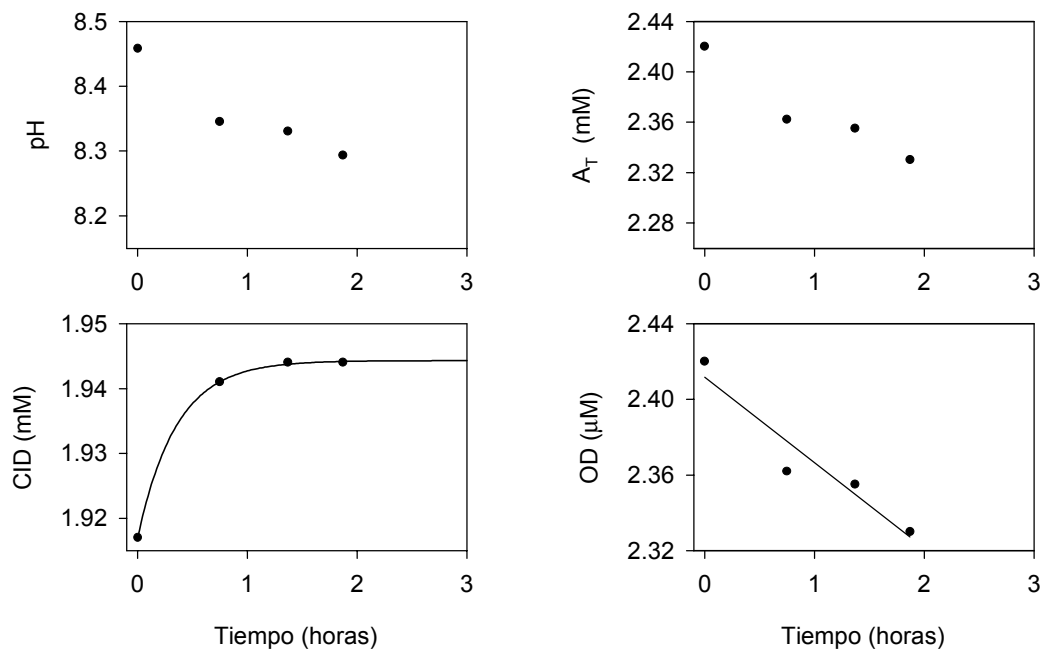 8.5
8.4
8.3
8.2
pH
0 1 2 3
2.44
2.40
2.36
2.32
2.28
A_T (mM)
0 1 2 3
1.95
1.94
1.93
1.92
CID (mM)
0 1 2 3
Tiempo (horas)
2.44
2.40
2.36
2.32
OD (µM)
0 1 2 3
Tiempo (horas)